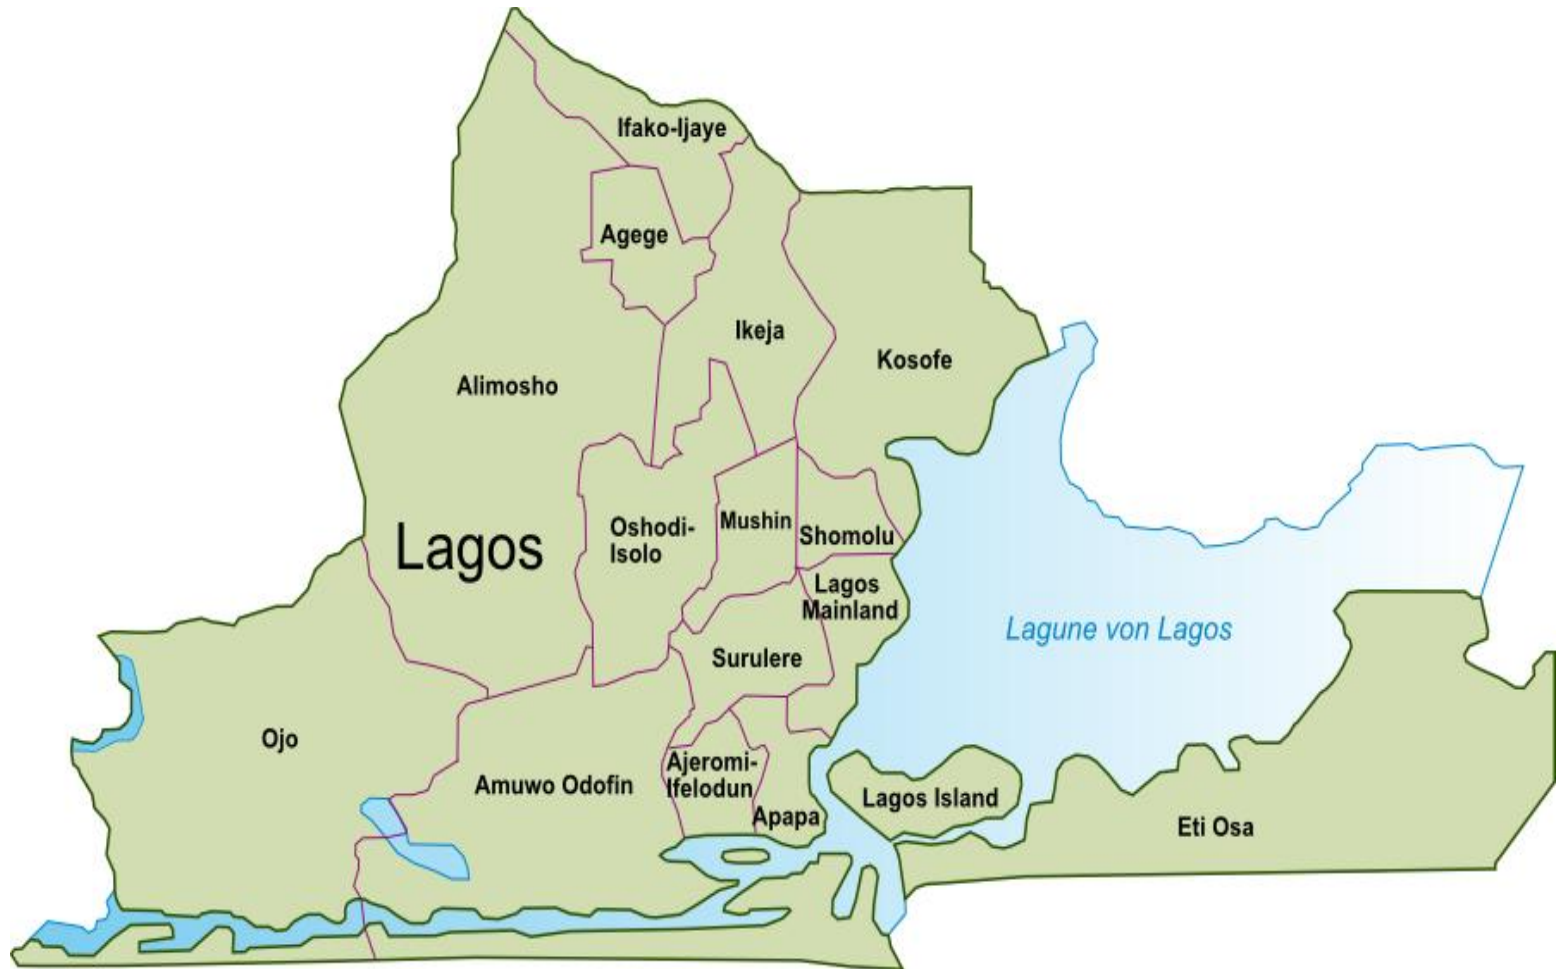 Ifako-Ijaye
Agege
Ikeja
Kosofe
Alimosho
Lagos
Oshodi-
Isolo
Mushin
Shomolu
Lagos
Mainland
Lagune von Lagos
Surulere
Ojo
Amuwo Odofin
Ajeromi-
Ifelodun
Apapa
Lagos Island
Eti Osa